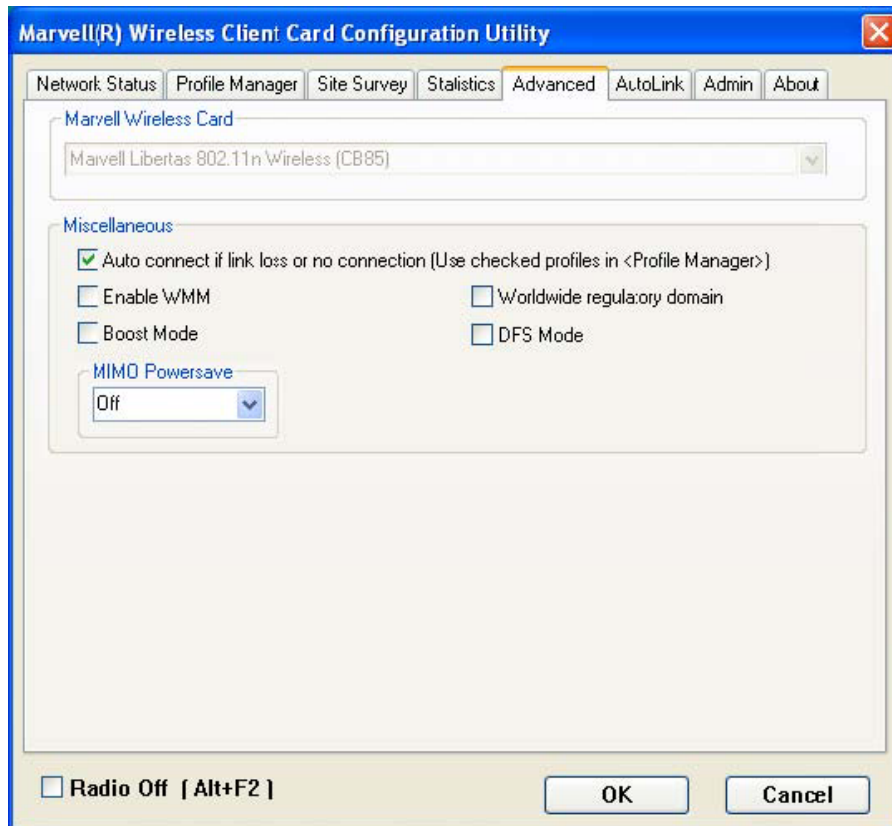 Marvell(R) Wireless Client Card Configuration Utility
Network Status Profile Manager Site Survey Statistics Advanced AutoLink Admin About
Marvell Wireless Card
Marvell Libertas 802.11n Wireless (CB85)
Miscellaneous
Auto connect if link loss or no connection (Use checked profiles in <Profile Manager>)
Enable WMM Worldwide regulatory domain
Boost Mode DFS Mode
MIMO Powersave
Off
Radio Off [ Alt+F2 ] OK Cancel